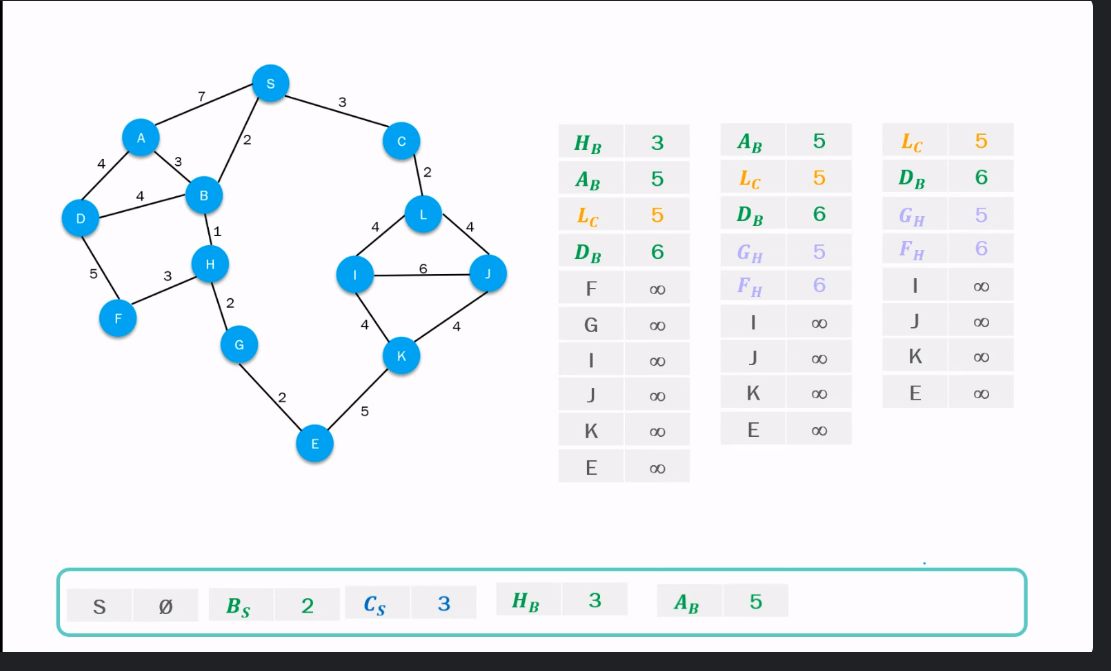 S
7
3
A
C
2
4
3
2
4
B
L
D
1
4
4
H
6
I
J
5
3
2
F
4
4
G
K
2
5
E
H_B 3
A_B 5
L_C 5
D_B 6
F ∞
G ∞
I ∞
J ∞
K ∞
E ∞
A_B 5
L_C 5
D_B 6
G_H 5
F_H 6
I ∞
J ∞
K ∞
E ∞
L_C 5
D_B 6
G_H 5
F_H 6
I ∞
J ∞
K ∞
E ∞
S Ø B_S 2 C_S 3 H_B 3 A_B 5